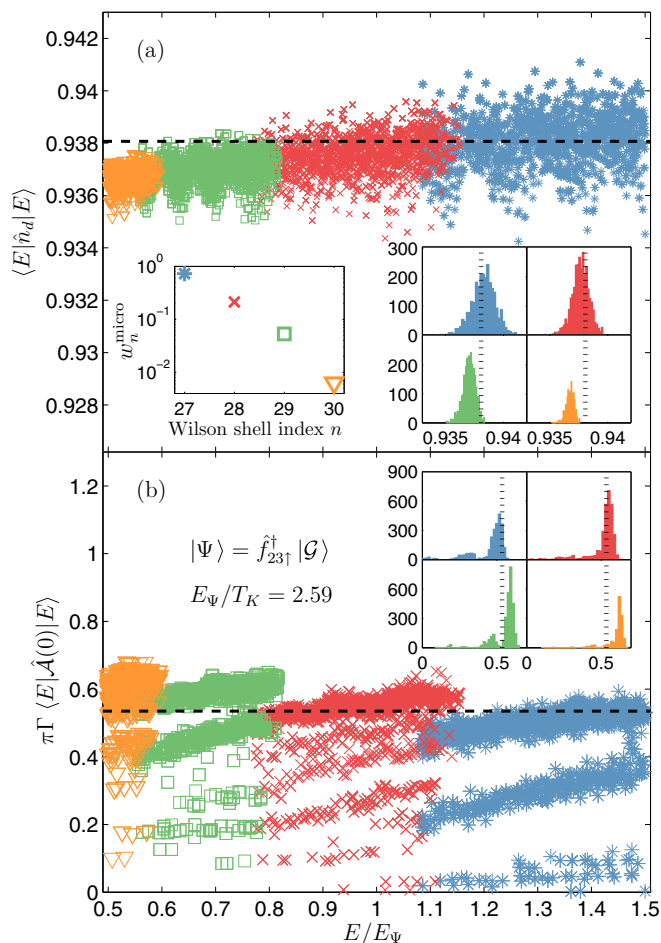 (a)
0.942
0.94
0.938
0.936
0.934
0.932
0.93
0.928
⟨E|n̂_d|E⟩
10^0
10^{-1}
10^{-2}
w_n^{micro}
27 28 29 30
Wilson shell index n
300
200
100
0
200
100
0
0.935 0.94 0.935 0.94
(b)
1.2
1
0.8
0.6
0.4
0.2
0
πΓ ⟨E|Â(0)|E⟩
|Ψ⟩ = f̂†_{23↑} |G⟩
E_Ψ/T_K = 2.59
900
600
300
0
600
300
0
0 0.5 0 0.5
0.5 0.6 0.7 0.8 0.9 1 1.1 1.2 1.3 1.4 1.5
E/E_Ψ